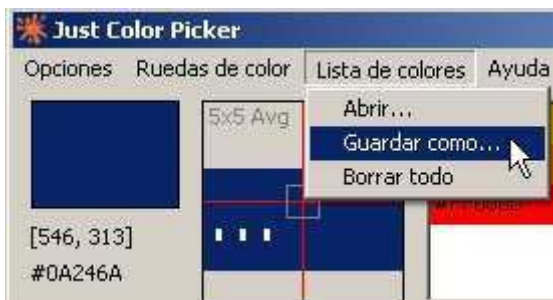 Just Color Picker
Opciones Ruedas de color Lista de colores Ayuda
5x5 Avg
Abrir...
Guardar como...
Borrar todo
[546, 313]
#0A246A